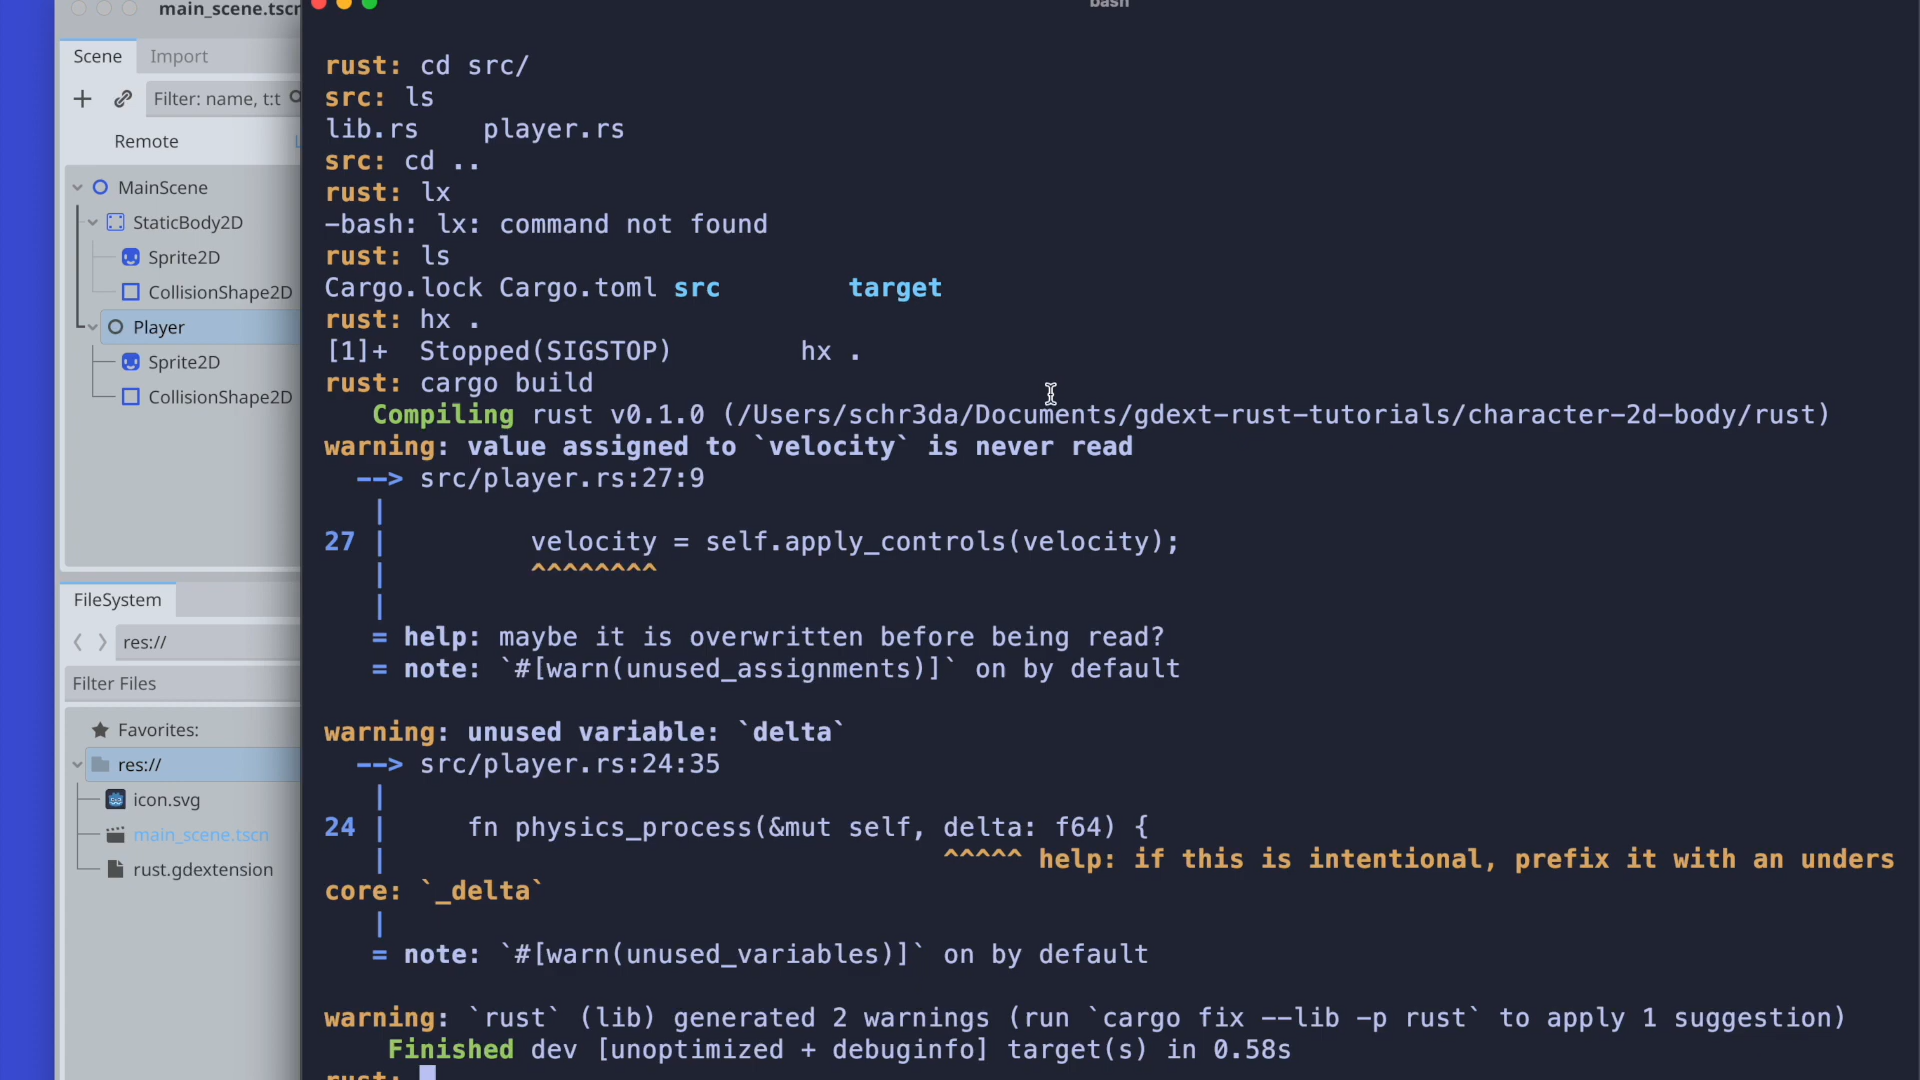 main_scene.tscn
Scene
Import
Filter: name, t:t
Remote
MainScene
StaticBody2D
Sprite2D
CollisionShape2D
Player
Sprite2D
CollisionShape2D
FileSystem
res://
Filter Files
Favorites:
res://
icon.svg
main_scene.tscn
rust.gdextension
bash
rust: cd src/
src: ls
lib.rs    player.rs
src: cd ..
rust: lx
-bash: lx: command not found
rust: ls
Cargo.lock Cargo.toml src        target
rust: hx .
[1]+  Stopped(SIGSTOP)        hx .
rust: cargo build
   Compiling rust v0.1.0 (/Users/schr3da/Documents/gdext-rust-tutorials/character-2d-body/rust)
warning: value assigned to `velocity` is never read
  --> src/player.rs:27:9
   |
27 |         velocity = self.apply_controls(velocity);
   |         ^^^^^^^^
   |
   = help: maybe it is overwritten before being read?
   = note: `#[warn(unused_assignments)]` on by default
warning: unused variable: `delta`
  --> src/player.rs:24:35
   |
24 |     fn physics_process(&mut self, delta: f64) {
   |                                   ^^^^^ help: if this is intentional, prefix it with an unders
core: `_delta`
   |
   = note: `#[warn(unused_variables)]` on by default
warning: `rust` (lib) generated 2 warnings (run `cargo fix --lib -p rust` to apply 1 suggestion)
    Finished dev [unoptimized + debuginfo] target(s) in 0.58s
rust: